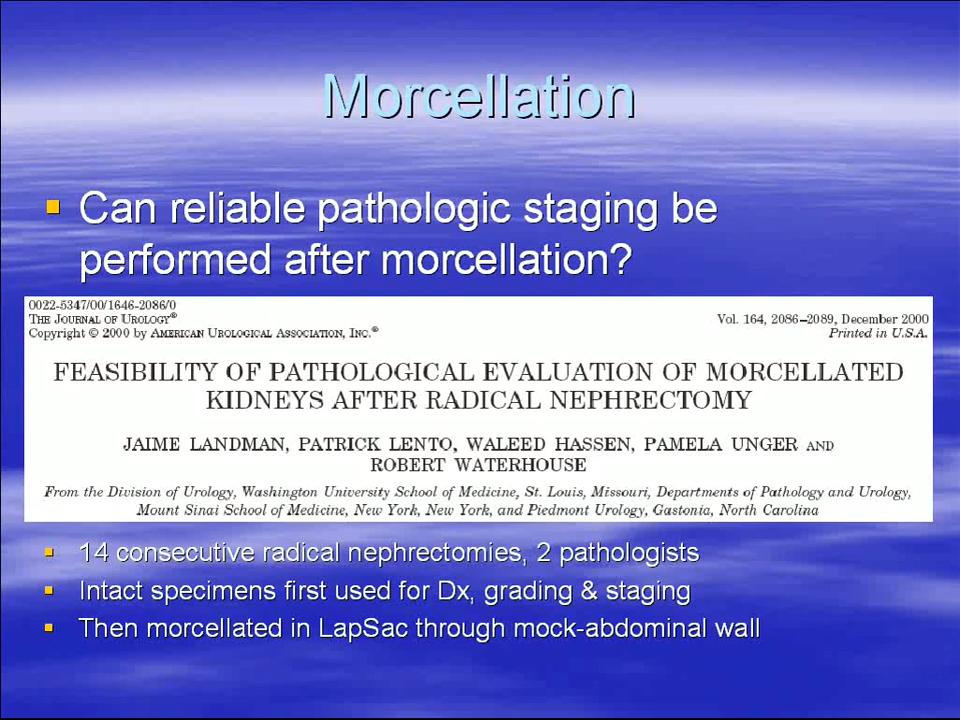 Morcellation
▪ Can reliable pathologic staging be
performed after morcellation?
0022-5347/00/1646-2086/0
THE JOURNAL OF UROLOGY®
Copyright © 2000 by AMERICAN UROLOGICAL ASSOCIATION, INC.®
Vol. 164, 2086–2089, December 2000
Printed in U.S.A.
FEASIBILITY OF PATHOLOGICAL EVALUATION OF MORCELLATED
KIDNEYS AFTER RADICAL NEPHRECTOMY
JAIME LANDMAN, PATRICK LENTO, WALEED HASSEN, PAMELA UNGER AND
ROBERT WATERHOUSE
From the Division of Urology, Washington University School of Medicine, St. Louis, Missouri, Departments of Pathology and Urology,
Mount Sinai School of Medicine, New York, New York, and Piedmont Urology, Gastonia, North Carolina
▪ 14 consecutive radical nephrectomies, 2 pathologists
▪ Intact specimens first used for Dx, grading & staging
▪ Then morcellated in LapSac through mock-abdominal wall